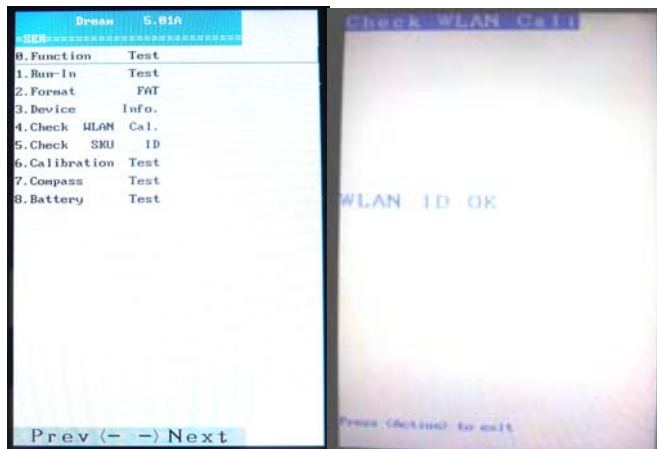 Dream 5.01A
=SER=========================
0.Function Test
1.Run-In Test
2.Format FAT
3.Device Info.
4.Check WLAN Cal.
5.Check SKU ID
6.Calibration Test
7.Compass Test
8.Battery Test
Prev <- -> Next
Check WLAN Cali
WLAN ID OK
Press <Action> to exit